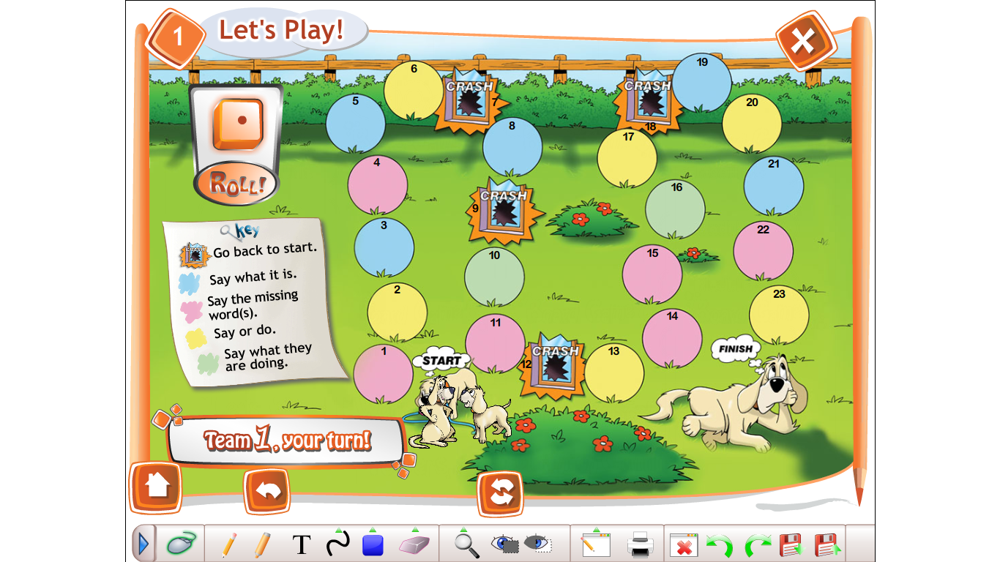 1
Let's Play!
ROLL!
key
CRASH
Go back to start.
Say what it is.
Say the missing
word(s).
Say or do.
Say what they
are doing.
Team 1, your turn!
START
1
2
3
4
5
6
CRASH
7
8
CRASH
9
10
11
CRASH
12
13
14
15
16
17
CRASH
18
19
20
21
22
23
FINISH
T